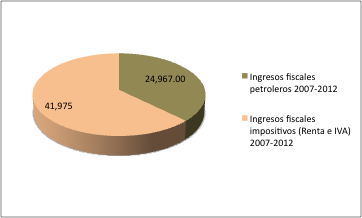 24,967.00
41,975
Ingresos fiscales
petroleros 2007-2012
Ingresos fiscales
impositivos (Renta e IVA)
2007-2012